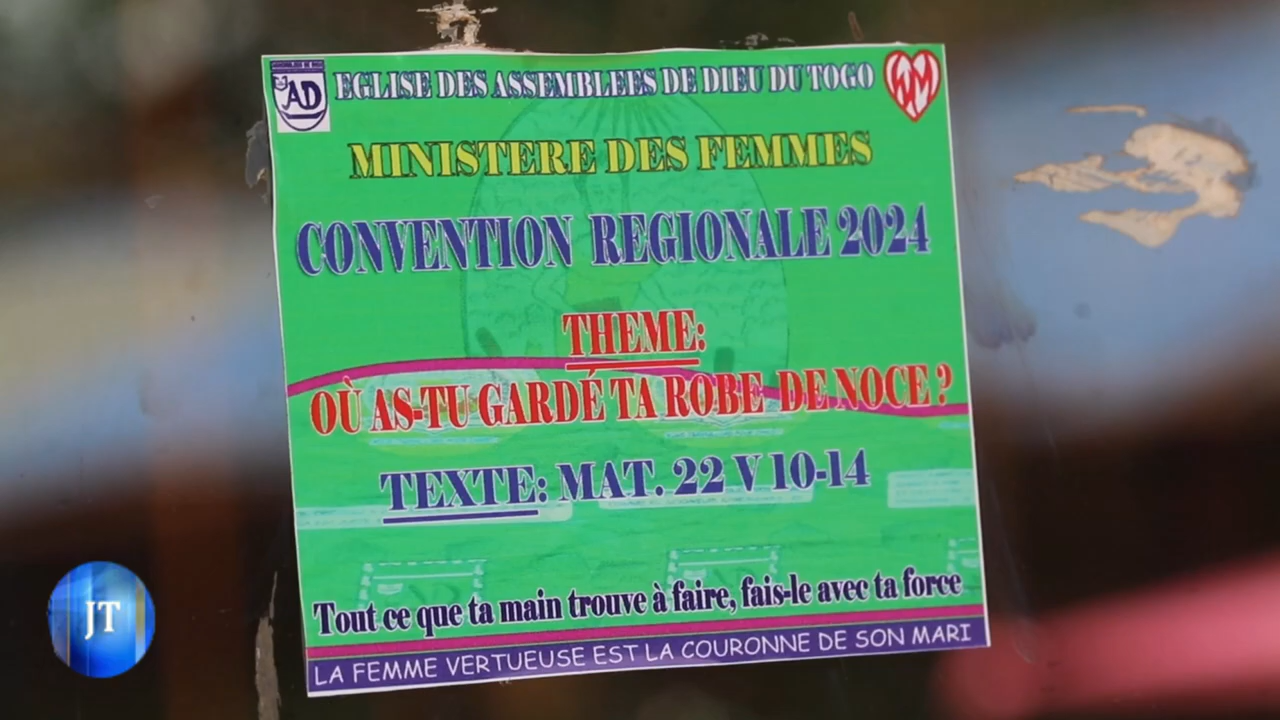 AD
EGLISE DES ASSEMBLEES DE DIEU DU TOGO
MINISTERE DES FEMMES
CONVENTION REGIONALE 2024
THEME:
OÙ AS-TU GARDÉ TA ROBE DE NOCE ?
TEXTE: MAT. 22 V 10-14
Tout ce que ta main trouve à faire, fais-le avec ta force
LA FEMME VERTUEUSE EST LA COURONNE DE SON MARI
JT